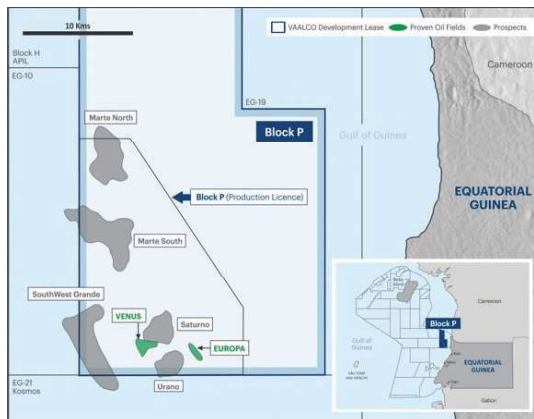 10 Kms
VAALCO Development Lease
Proven Oil Fields
Prospects
Block H
APIL
EG-10
EG-19
Cameroon
Marte North
Block P
Gulf of Guinea
Block P (Production Licence)
EQUATORIAL
GUINEA
Marte South
SouthWest Grande
VENUS
Saturno
EUROPA
Urano
EG-21
Kosmos
Cameroon
Block P
Gulf of
Guinea
EQUATORIAL
GUINEA
Gabon